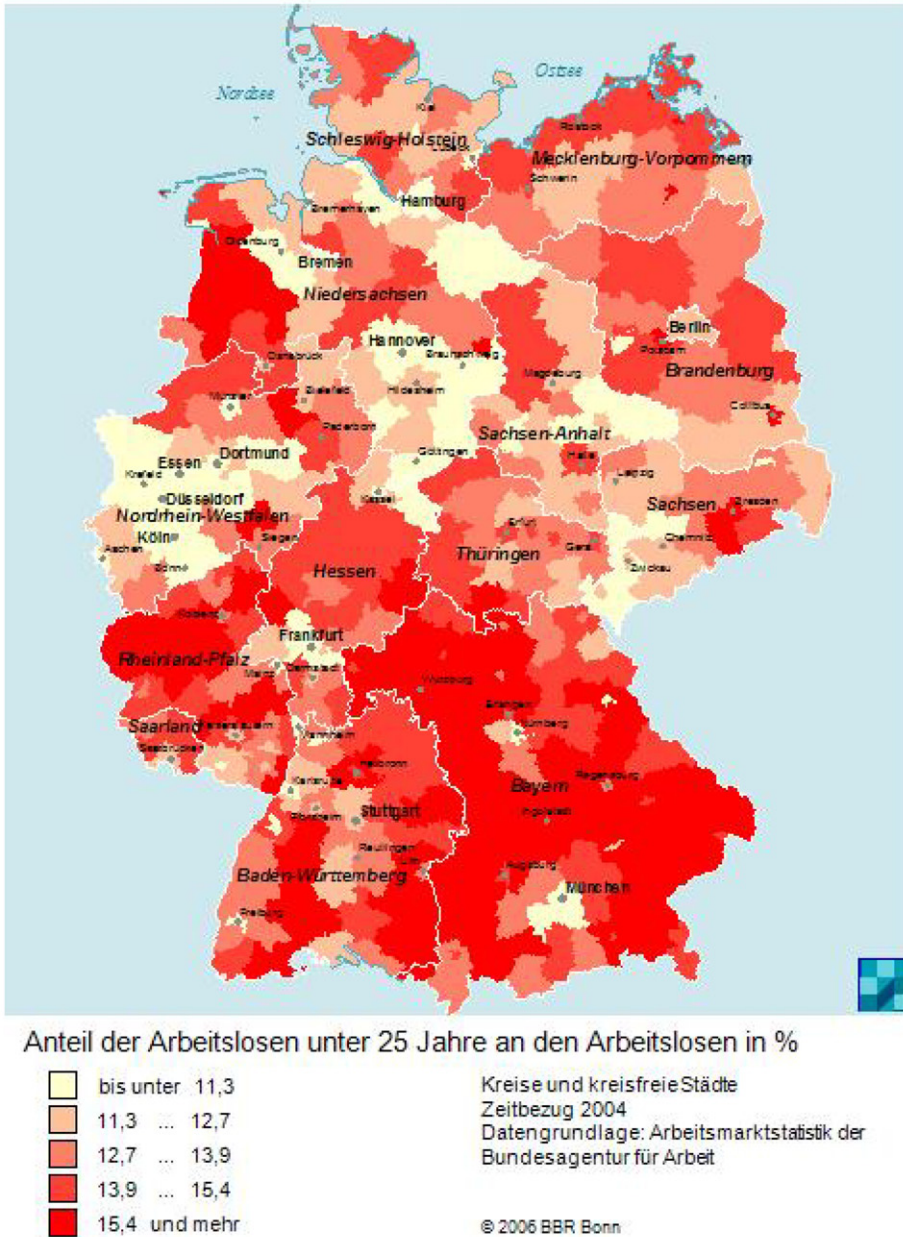 Nordsee
Ostsee
Kiel
Schleswig-Holstein
Lübeck
Rostock
Mecklenburg-Vorpommern
Schwerin
Bremerhaven
Hamburg
Oldenburg
Bremen
Niedersachsen
Hannover
Braunschweig
Berlin
Potsdam
Brandenburg
Osnabrück
Bielefeld
Hildesheim
Magdeburg
Münster
Paderborn
Cottbus
Sachsen-Anhalt
Essen
Dortmund
Göttingen
Halle
Krefeld
Leipzig
Düsseldorf
Kassel
Sachsen
Dresden
Nordrhein-Westfalen
Erfurt
Köln
Siegen
Thüringen
Gera
Chemnitz
Aachen
Bonn
Hessen
Zwickau
Koblenz
Frankfurt
Rheinland-Pfalz
Mainz
Darmstadt
Würzburg
Erlangen
Saarland
Kaiserslautern
Mannheim
Nürnberg
Saarbrücken
Heilbronn
Karlsruhe
Bayern
Regensburg
Pforzheim
Stuttgart
Ingolstadt
Reutlingen
Ulm
Augsburg
Baden-Württemberg
München
Freiburg
Anteil der Arbeitslosen unter 25 Jahre an den Arbeitslosen in %
bis unter 11,3
11,3 ... 12,7
12,7 ... 13,9
13,9 ... 15,4
15,4 und mehr
Kreise und kreisfreie Städte
Zeitbezug 2004
Datengrundlage: Arbeitsmarktstatistik der
Bundesagentur für Arbeit
© 2006 BBR Bonn